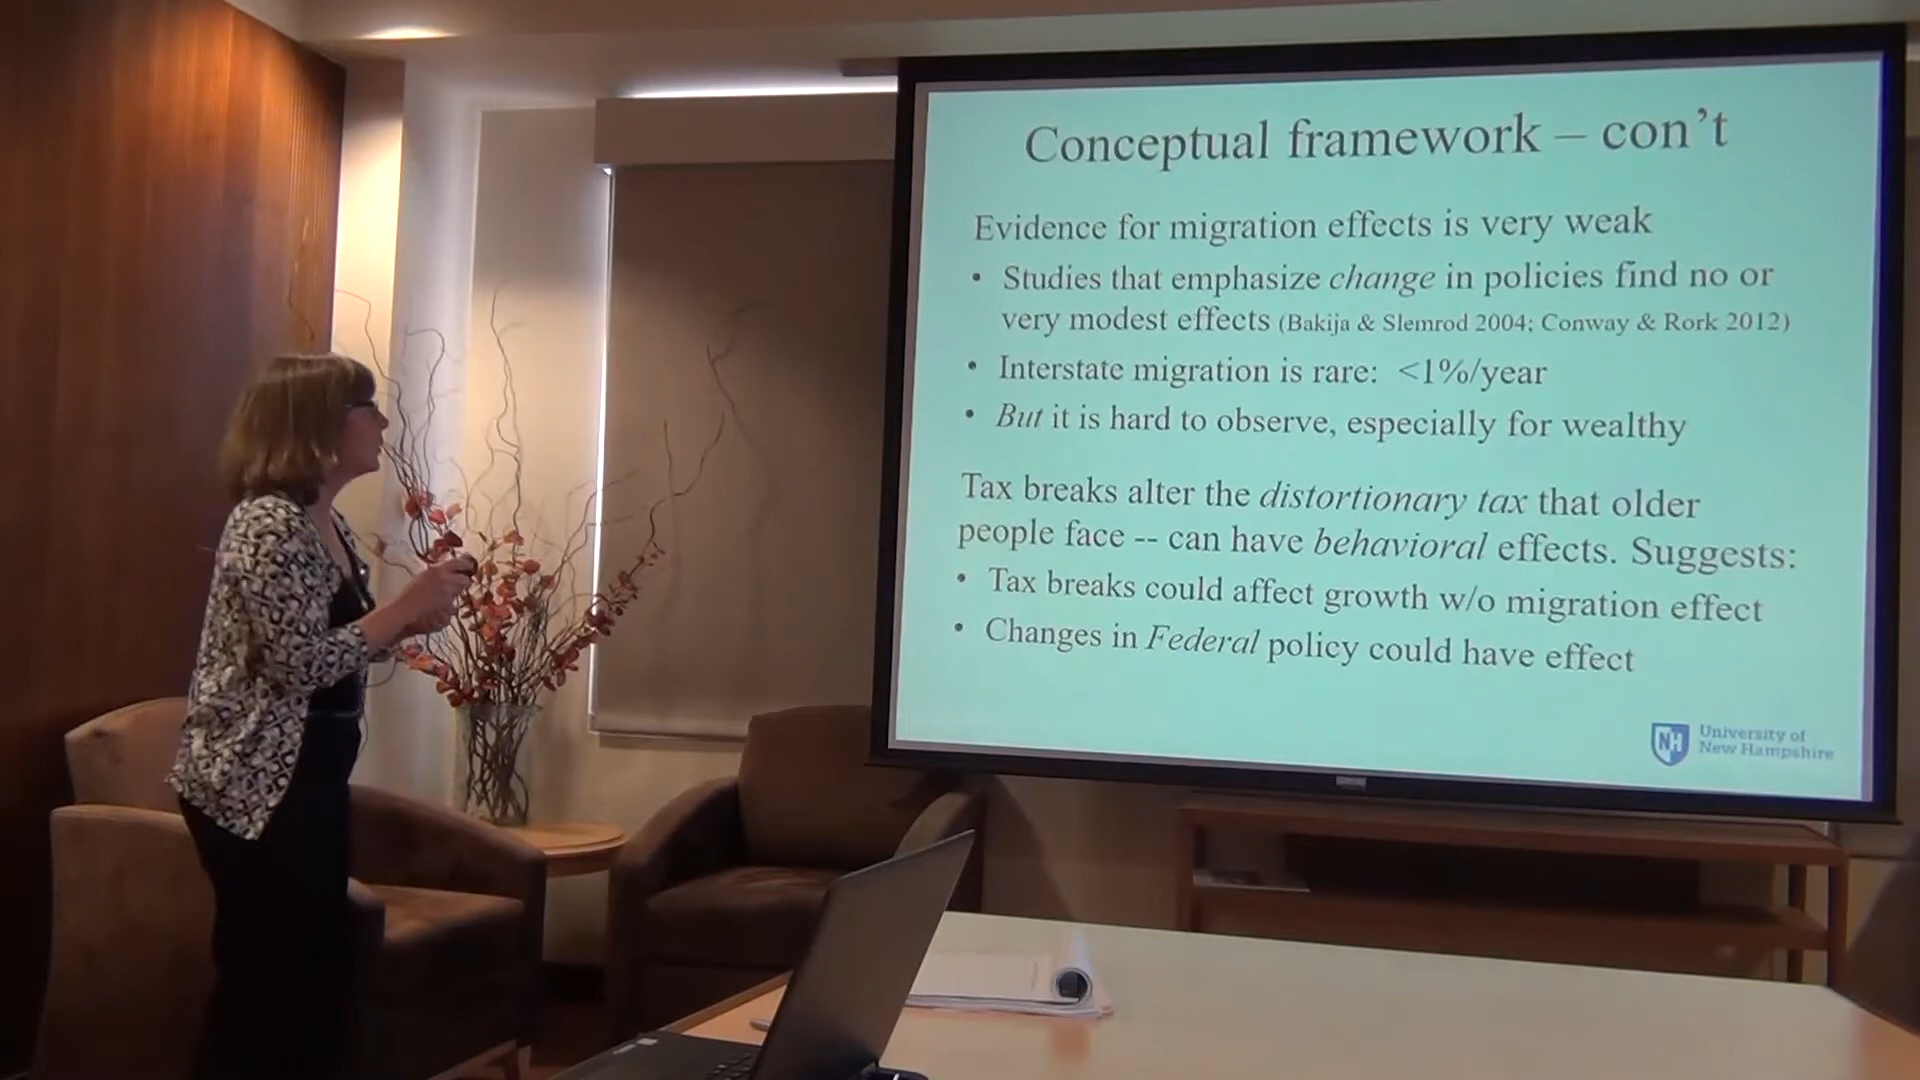 Conceptual framework – con't
Evidence for migration effects is very weak
• Studies that emphasize change in policies find no or
very modest effects (Bakija & Slemrod 2004; Conway & Rork 2012)
• Interstate migration is rare: <1%/year
• But it is hard to observe, especially for wealthy
Tax breaks alter the distortionary tax that older
people face -- can have behavioral effects. Suggests:
• Tax breaks could affect growth w/o migration effect
• Changes in Federal policy could have effect
NH
University of
New Hampshire